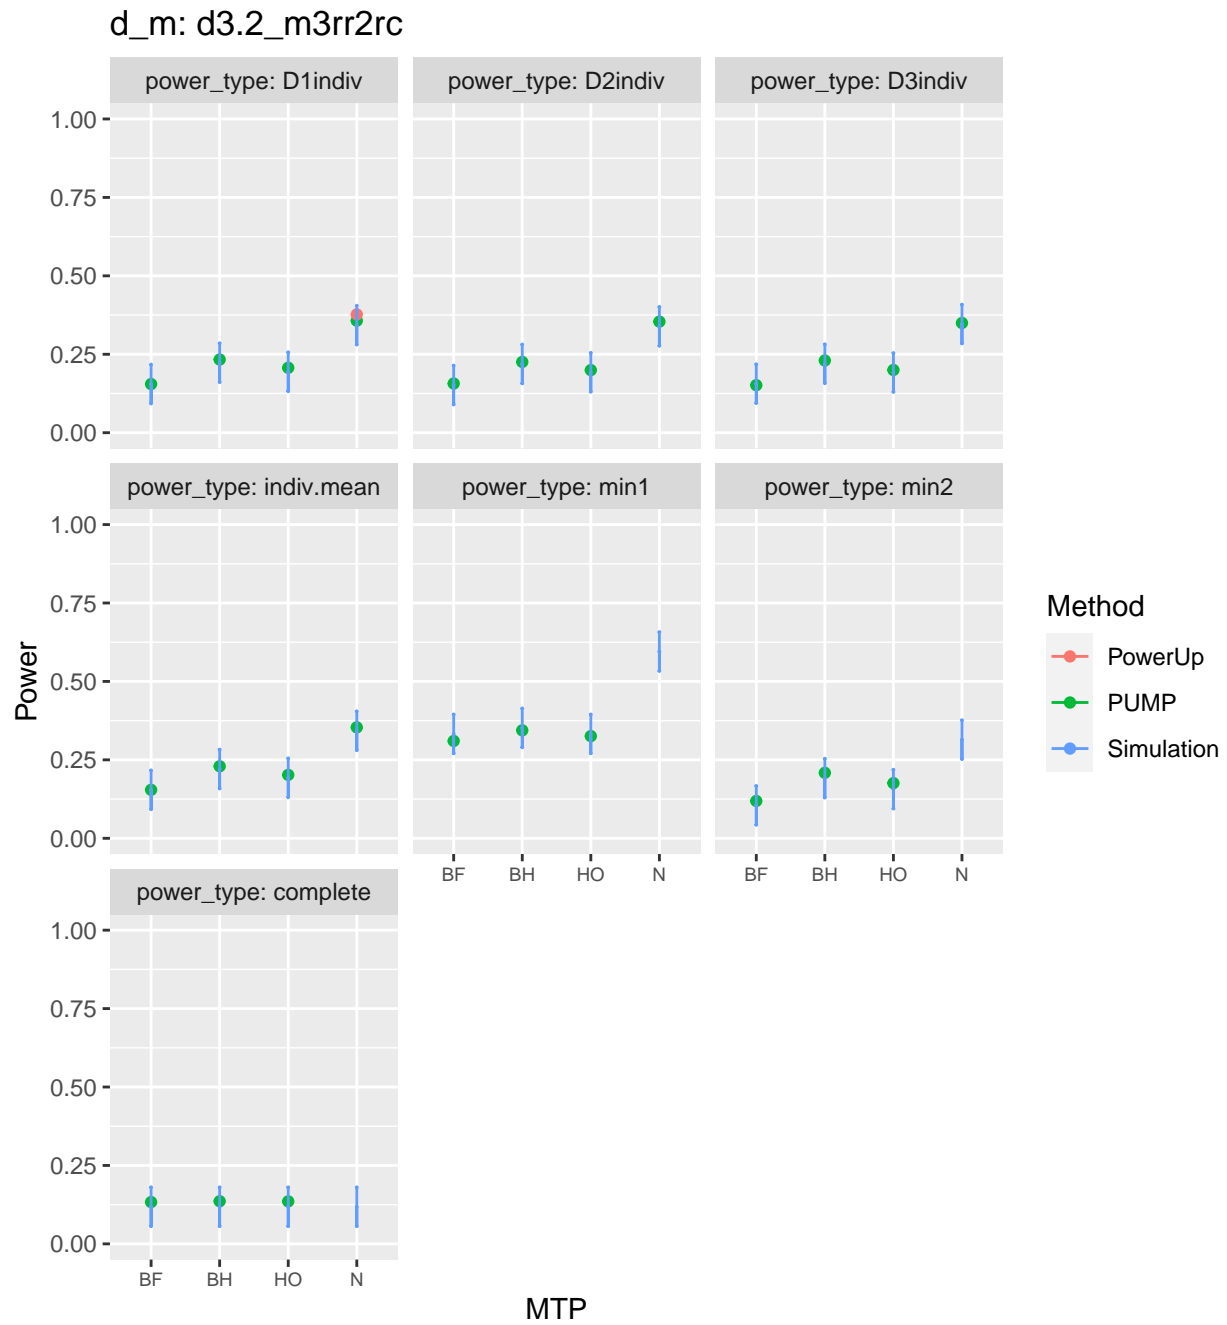 d_m: d3.2_m3rr2rc
power_type: D1indiv
power_type: D2indiv
power_type: D3indiv
1.00
0.75
0.50
0.25
0.00
power_type: indiv.mean
power_type: min1
power_type: min2
1.00
0.75
0.50
0.25
0.00
BF BH HO N
BF BH HO N
power_type: complete
1.00
0.75
0.50
0.25
0.00
BF BH HO N
Power
MTP
Method
PowerUp
PUMP
Simulation